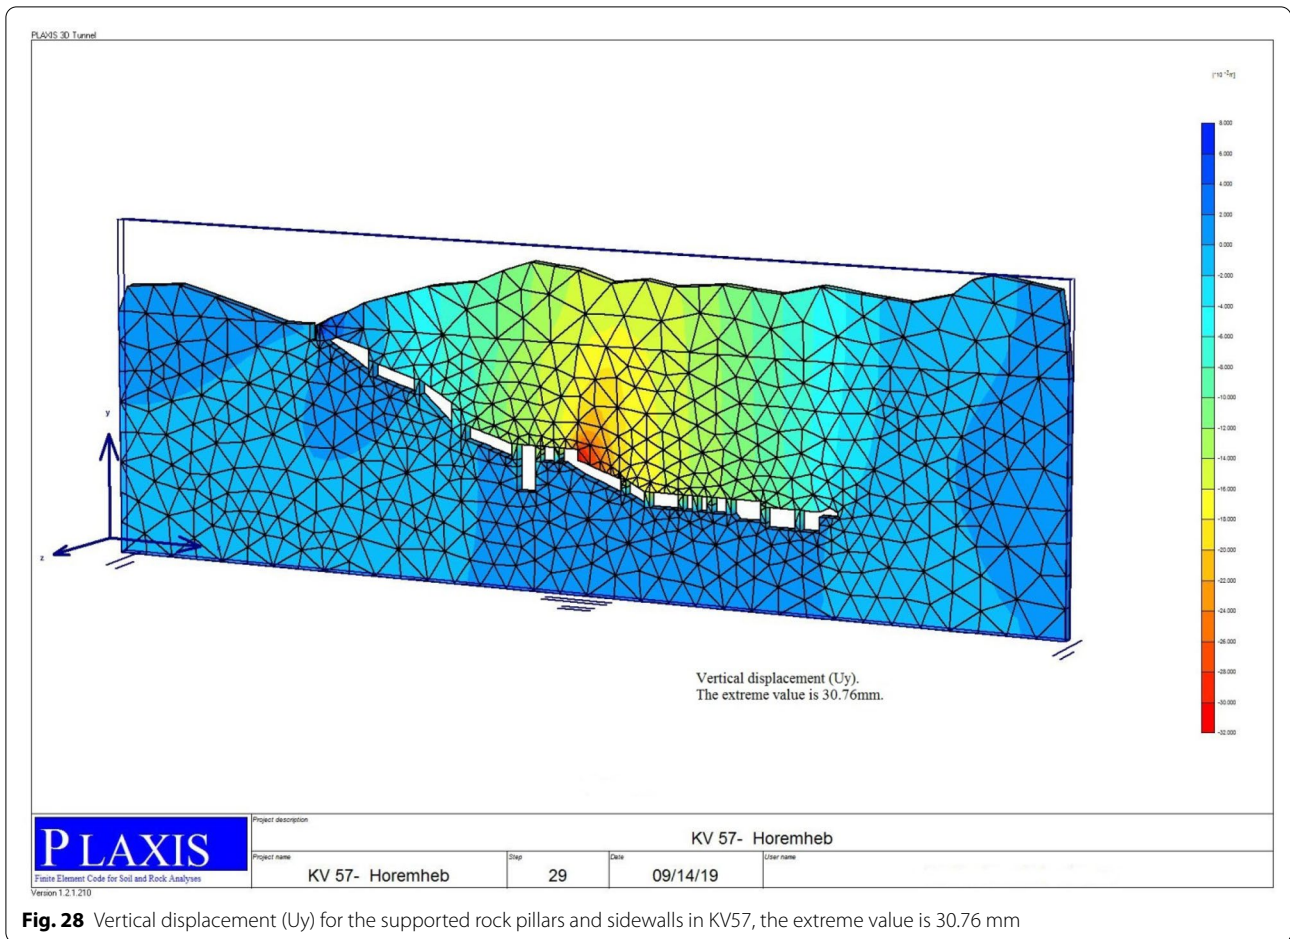 PLAXIS 3D Tunnel
8.000
6.000
4.000
2.000
0.000
-2.000
-4.000
-6.000
-8.000
-10.000
-12.000
-14.000
-16.000
-18.000
-20.000
-22.000
-24.000
-26.000
-28.000
-30.000
-32.000
y
z
Vertical displacement (Uy).
The extreme value is 30.76mm.
PLAXIS
Finite Element Code for Soil and Rock Analyses
Version 1.2.1.210
Project description
KV 57- Horemheb
Project name
KV 57- Horemheb
Step
29
Date
09/14/19
User name
Fig. 28 Vertical displacement (Uy) for the supported rock pillars and sidewalls in KV57, the extreme value is 30.76 mm